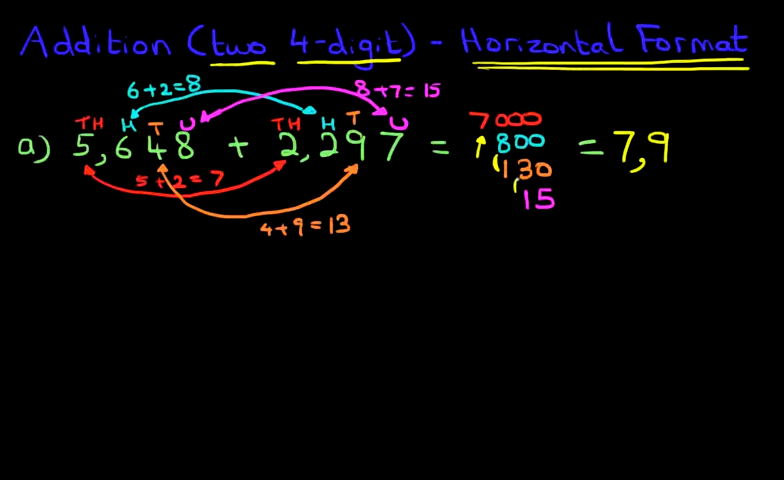 Addition (two 4-digit) - Horizontal Format
6+2=8 8+7=15
TH H T U TH H T U 7000
a) 5,648 + 2,297 = 800 = 7,9
5+2=7 130
15
4+9=13